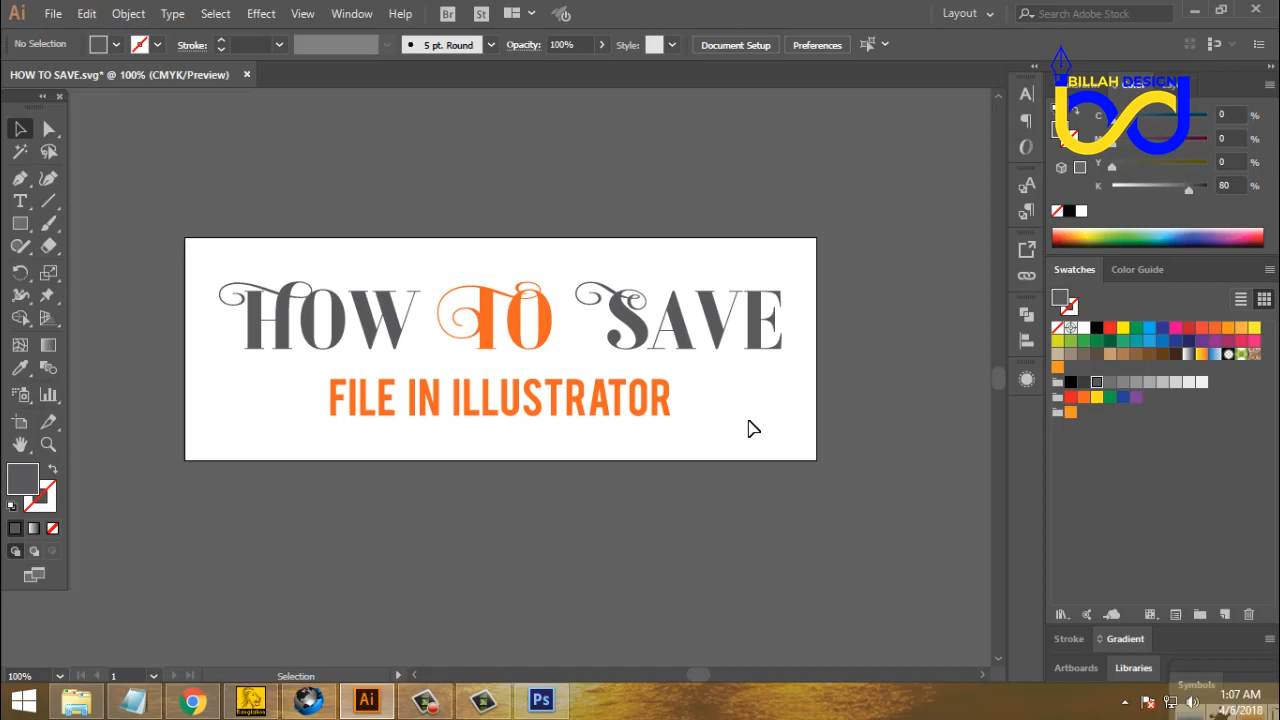 Ai File Edit Object Type Select Effect View Window Help Br St Layout Search Adobe Stock
No Selection Stroke: 5 pt. Round Opacity: 100% Style: Document Setup Preferences
HOW TO SAVE.svg* @ 100% (CMYK/Preview)
BILLAH DESIGN
Color
C 0 %
M 0 %
Y 0 %
K 80 %
Swatches Color Guide
HOW TO SAVE
FILE IN ILLUSTRATOR
Stroke Gradient
Artboards Libraries
Symbols
100% 1 Selection
Banglalion Ai Ps
1:07 AM
4/6/2018